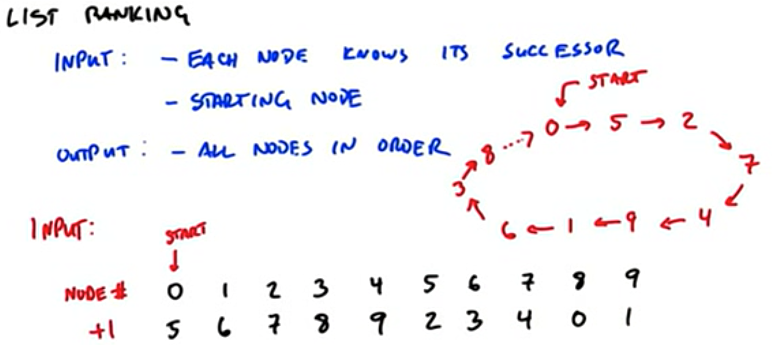 LIST RANKING
INPUT: - EACH NODE KNOWS ITS SUCCESSOR
- STARTING NODE
START
OUTPUT: - ALL NODES IN ORDER
0 → 5 → 2
8 7
3
6 ← 1 ← 9 ← 4
INPUT: START
NODE # 0 1 2 3 4 5 6 7 8 9
+1 5 6 7 8 9 2 3 4 0 1